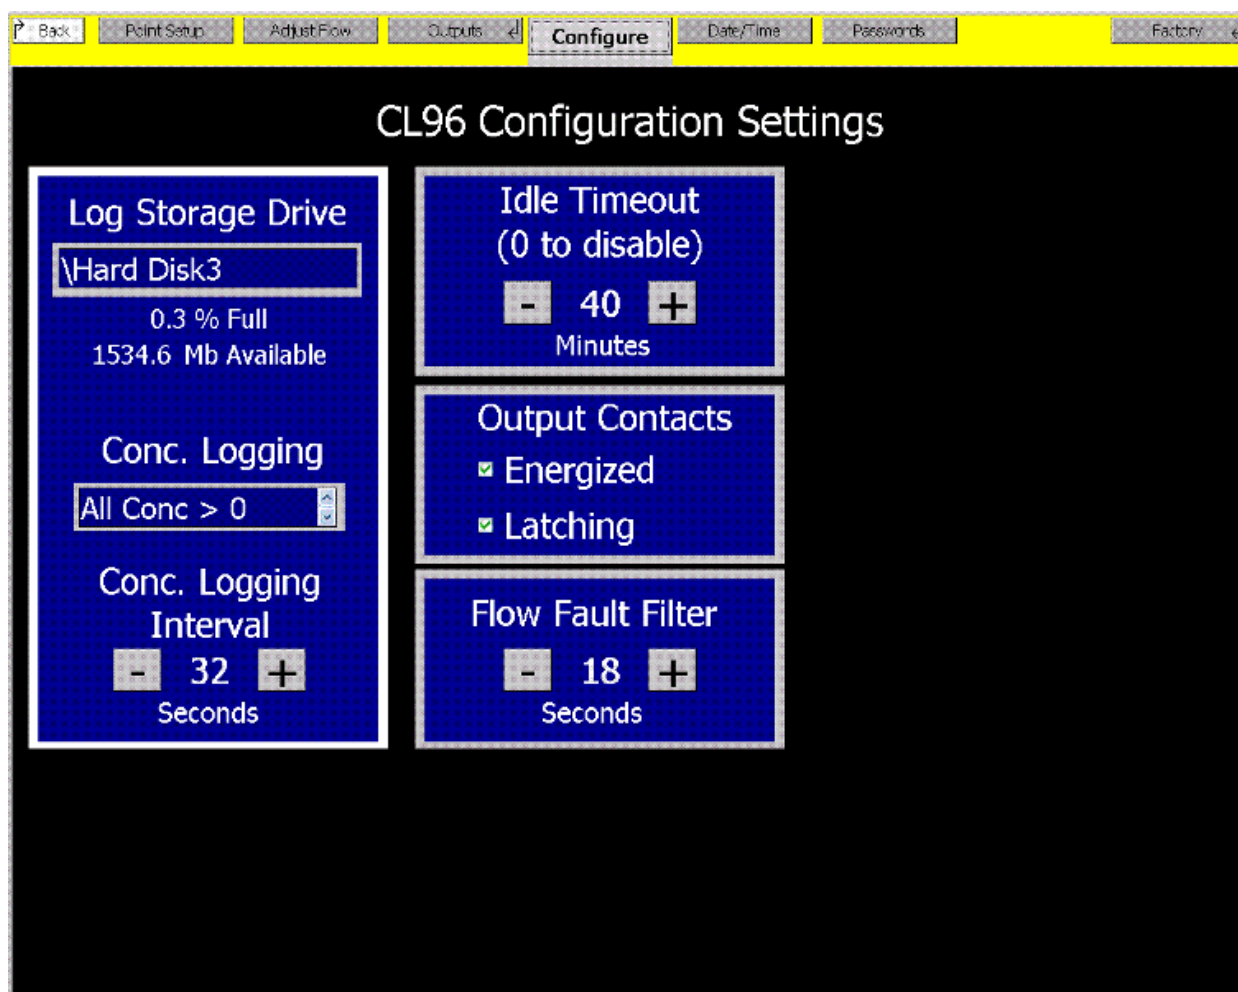 Back
Point Setup
Adjust Flow
Outputs
Configure
Date/Time
Passwords
Factory
CL96 Configuration Settings
Log Storage Drive
\Hard Disk3
0.3 % Full
1534.6 Mb Available
Conc. Logging
All Conc > 0
Conc. Logging
Interval
- 32 +
Seconds
Idle Timeout
(0 to disable)
- 40 +
Minutes
Output Contacts
Energized
Latching
Flow Fault Filter
- 18 +
Seconds